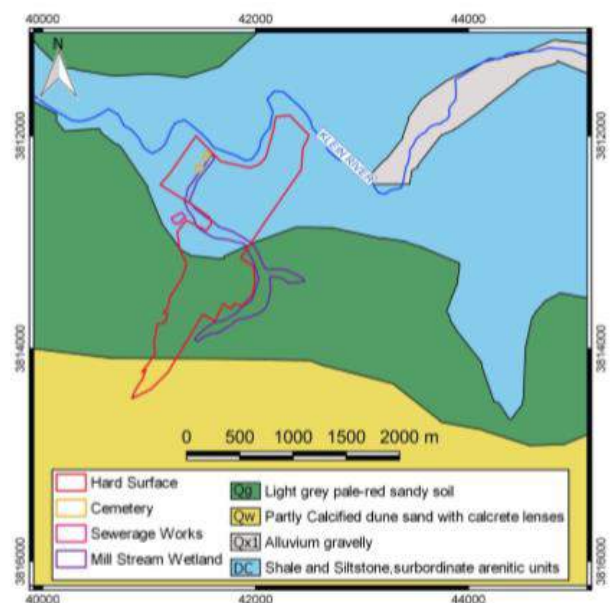 40000 42000 44000
N
3812000 3812000
KLEIN RIVER
3814000 3814000
0 500 1000 1500 2000 m
Hard Surface
Cemetery
Sewerage Works
Mill Stream Wetland
Qg Light grey pale-red sandy soil
Qw Partly Calcified dune sand with calcrete lenses
Qx1 Alluvium gravelly
DC Shale and Siltstone,surbordinate arenitic units
3816000 3816000
40000 42000 44000